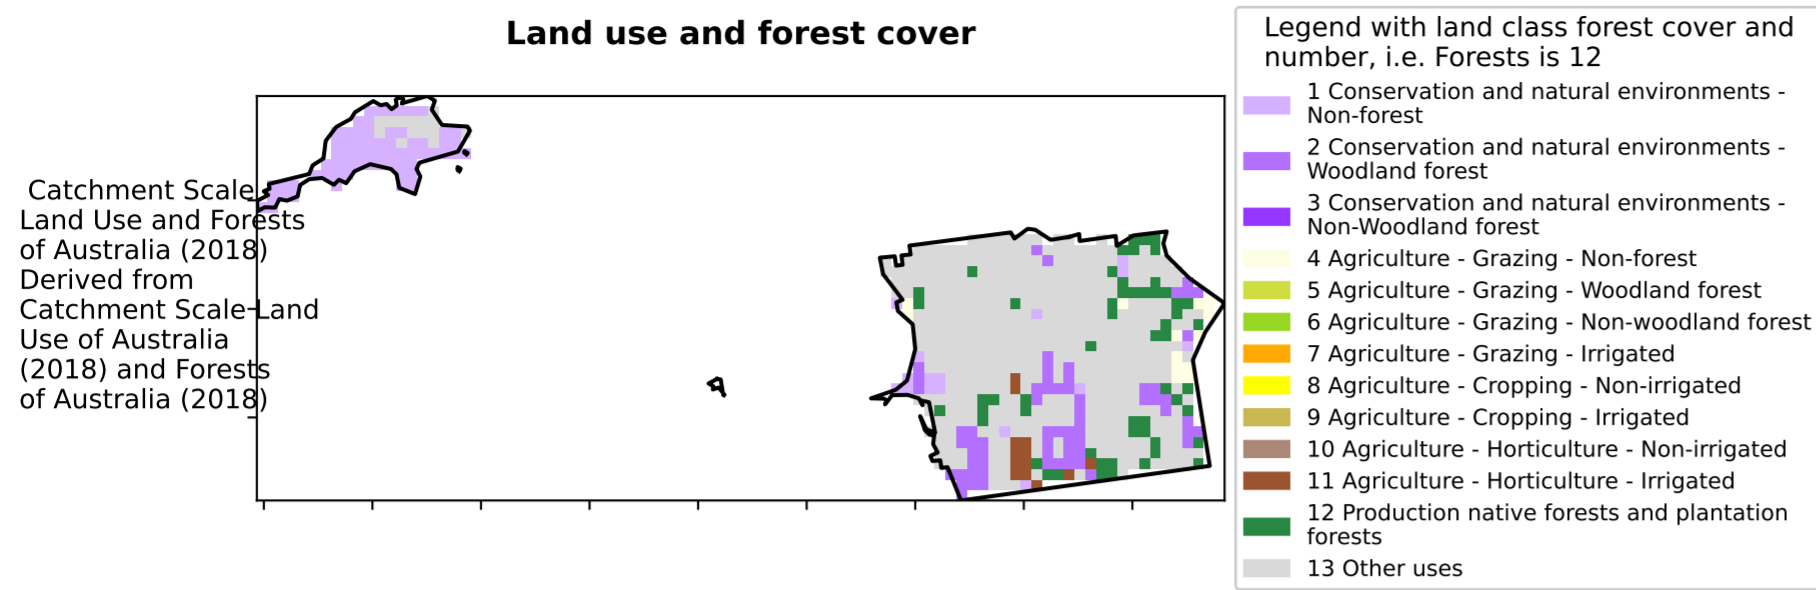 Land use and forest cover
Catchment Scale
Land Use and Forests
of Australia (2018)
Derived from
Catchment Scale Land
Use of Australia
(2018) and Forests
of Australia (2018)
Legend with land class forest cover and
number, i.e. Forests is 12
1 Conservation and natural environments -
Non-forest
2 Conservation and natural environments -
Woodland forest
3 Conservation and natural environments -
Non-Woodland forest
4 Agriculture - Grazing - Non-forest
5 Agriculture - Grazing - Woodland forest
6 Agriculture - Grazing - Non-woodland forest
7 Agriculture - Grazing - Irrigated
8 Agriculture - Cropping - Non-irrigated
9 Agriculture - Cropping - Irrigated
10 Agriculture - Horticulture - Non-irrigated
11 Agriculture - Horticulture - Irrigated
12 Production native forests and plantation
forests
13 Other uses